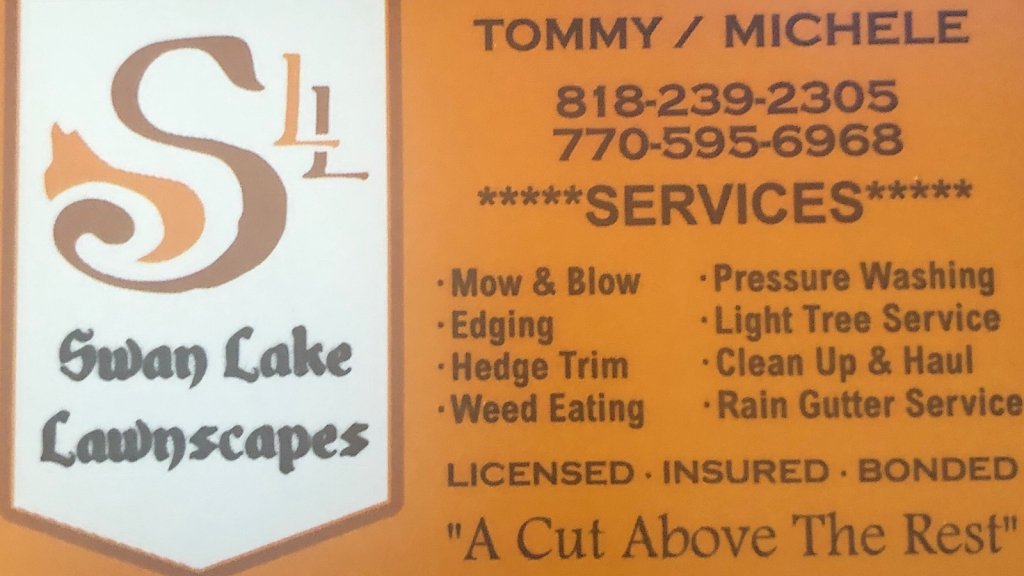 SLL
Swan Lake
Lawnscapes
TOMMY / MICHELE
818-239-2305
770-595-6968
*****SERVICES*****
·Mow & Blow
·Edging
·Hedge Trim
·Weed Eating
·Pressure Washing
·Light Tree Service
·Clean Up & Haul
·Rain Gutter Service
LICENSED · INSURED · BONDED
"A Cut Above The Rest"